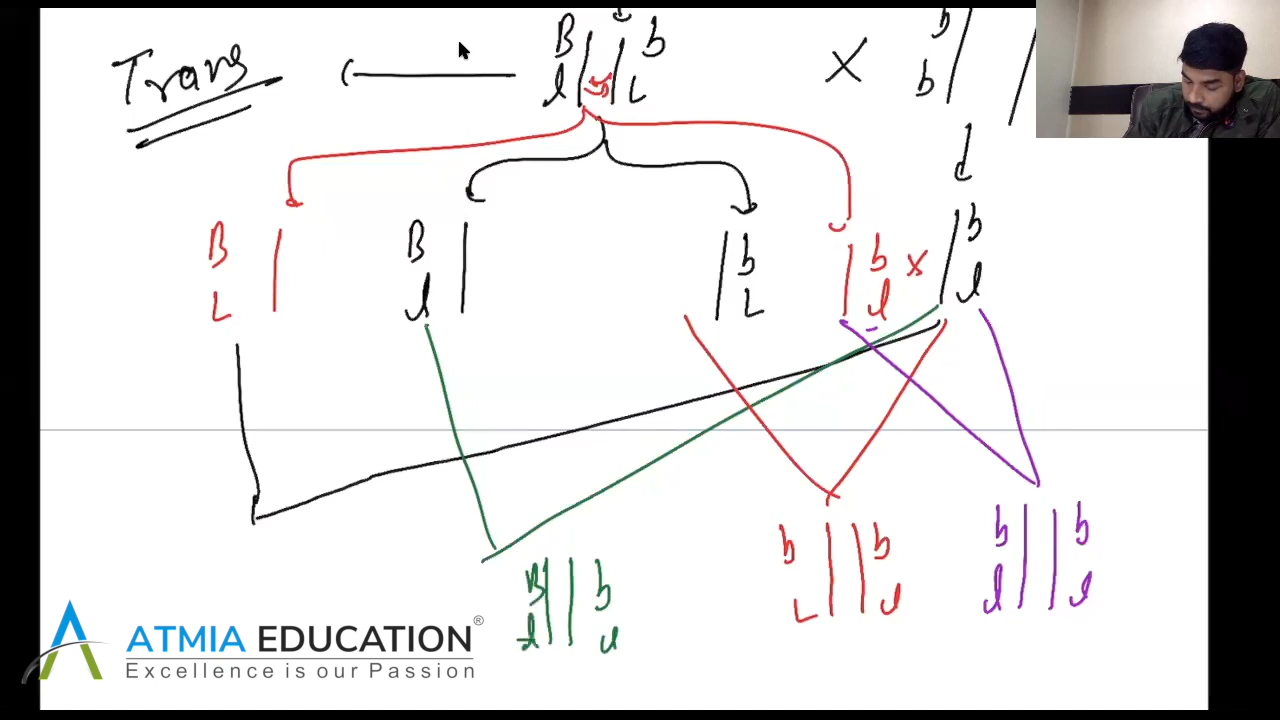 Trans
B b b
l L X b
B B b b b
L l L l x l
b b b b
B b L l l l
l l
ATMIA EDUCATION®
Excellence is our Passion